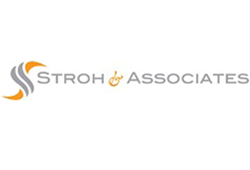 STROH & ASSOCIATES